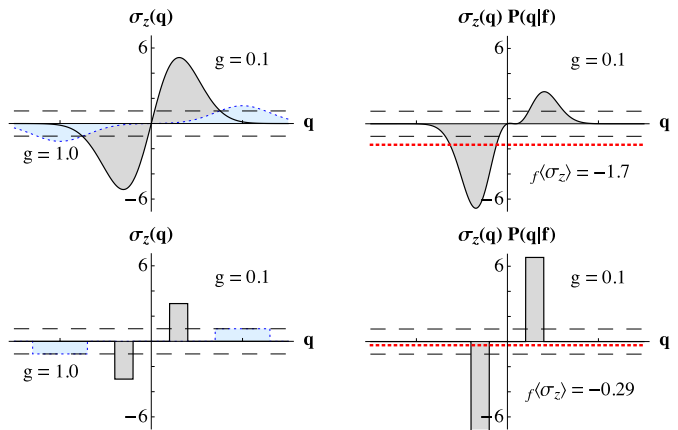 σz(q)
6
g = 0.1
q
g = 1.0
−6
σz(q) P(q|f)
6
g = 0.1
q
f⟨σz⟩ = −1.7
−6
σz(q)
6
g = 0.1
q
g = 1.0
−6
σz(q) P(q|f)
6
g = 0.1
q
f⟨σz⟩ = −0.29
−6